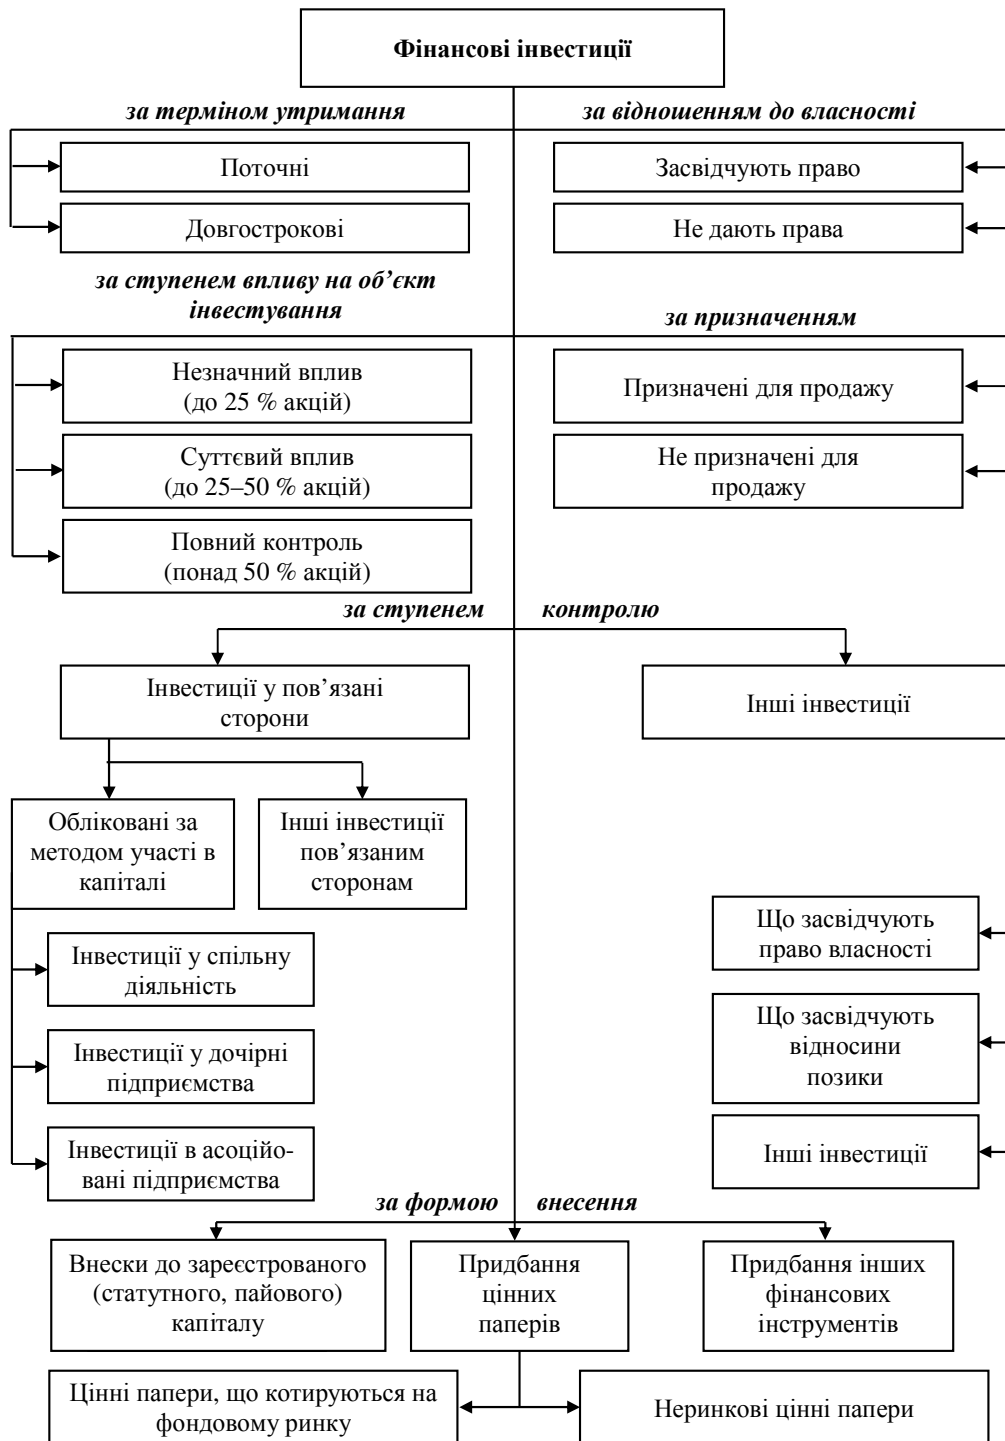 Фінансові інвестиції
за терміном утримання
за відношенням до власності
Поточні
Засвідчують право
Довгострокові
Не дають права
за ступенем впливу на об’єкт
інвестування
за призначенням
Незначний вплив
(до 25 % акцій)
Призначені для продажу
Суттєвий вплив
(до 25–50 % акцій)
Не призначені для
продажу
Повний контроль
(понад 50 % акцій)
за ступенем контролю
Інвестиції у пов’язані
сторони
Інші інвестиції
Обліковані за
методом участі в
капіталі
Інші інвестиції
пов’язаним
сторонам
Що засвідчують
право власності
Інвестиції у спільну
діяльність
Що засвідчують
відносини
позики
Інвестиції у дочірні
підприємства
Інші інвестиції
Інвестиції в асоційо-
вані підприємства
за формою внесення
Внески до зареєстрованого
(статутного, пайового)
капіталу
Придбання
цінних
паперів
Придбання інших
фінансових
інструментів
Цінні папери, що котируються на
фондовому ринку
Неринкові цінні папери